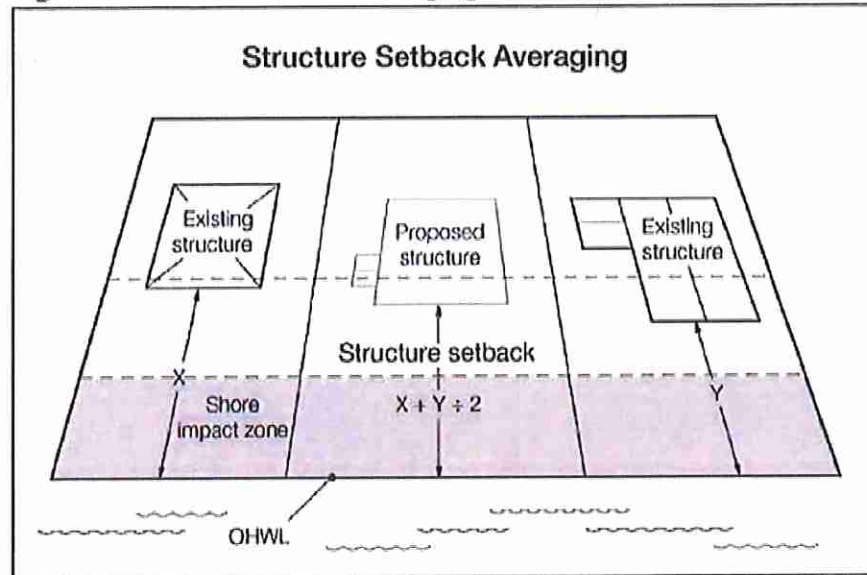 Structure Setback Averaging
Existing
structure
Proposed
structure
Existing
structure
Structure setback
X
Shore
impact zone
X + Y ÷ 2
Y
OHWL